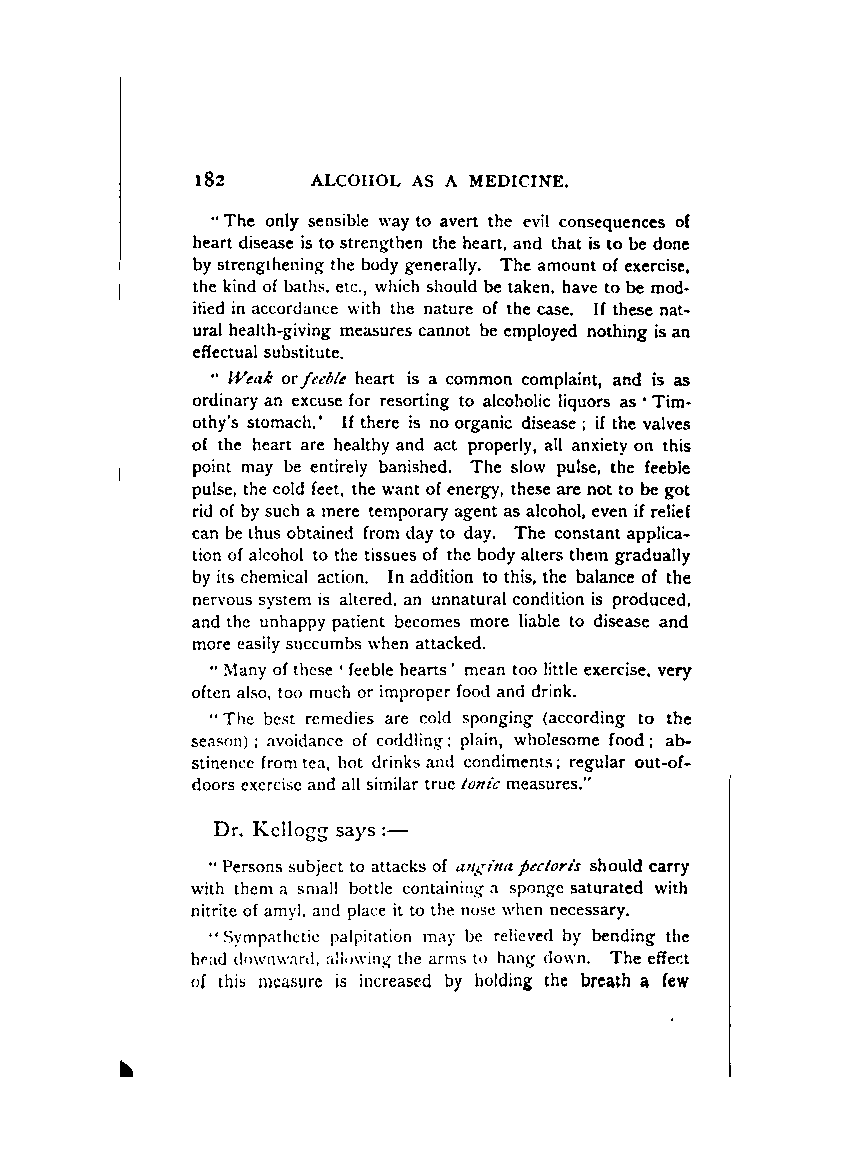 182 ALCOHOL AS A MEDICINE.
"The only sensible way to avert the evil consequences of
heart disease is to strengthen the heart, and that is to be done
by strengthening the body generally. The amount of exercise,
the kind of baths, etc., which should be taken, have to be mod-
ified in accordance with the nature of the case. If these nat-
ural health-giving measures cannot be employed nothing is an
effectual substitute.
"Weak or feeble heart is a common complaint, and is as
ordinary an excuse for resorting to alcoholic liquors as 'Tim-
othy's stomach.' If there is no organic disease; if the valves
of the heart are healthy and act properly, all anxiety on this
point may be entirely banished. The slow pulse, the feeble
pulse, the cold feet, the want of energy, these are not to be got
rid of by such a mere temporary agent as alcohol, even if relief
can be thus obtained from day to day. The constant applica-
tion of alcohol to the tissues of the body alters them gradually
by its chemical action. In addition to this, the balance of the
nervous system is altered, an unnatural condition is produced,
and the unhappy patient becomes more liable to disease and
more easily succumbs when attacked.
"Many of these 'feeble hearts' mean too little exercise, very
often also, too much or improper food and drink.
"The best remedies are cold sponging (according to the
season); avoidance of coddling; plain, wholesome food; ab-
stinence from tea, hot drinks and condiments; regular out-of-
doors exercise and all similar true tonic measures."
Dr. Kellogg says:—
"Persons subject to attacks of angina pectoris should carry
with them a small bottle containing a sponge saturated with
nitrite of amyl, and place it to the nose when necessary.
"Sympathetic palpitation may be relieved by bending the
head downward, allowing the arms to hang down. The effect
of this measure is increased by holding the breath a few